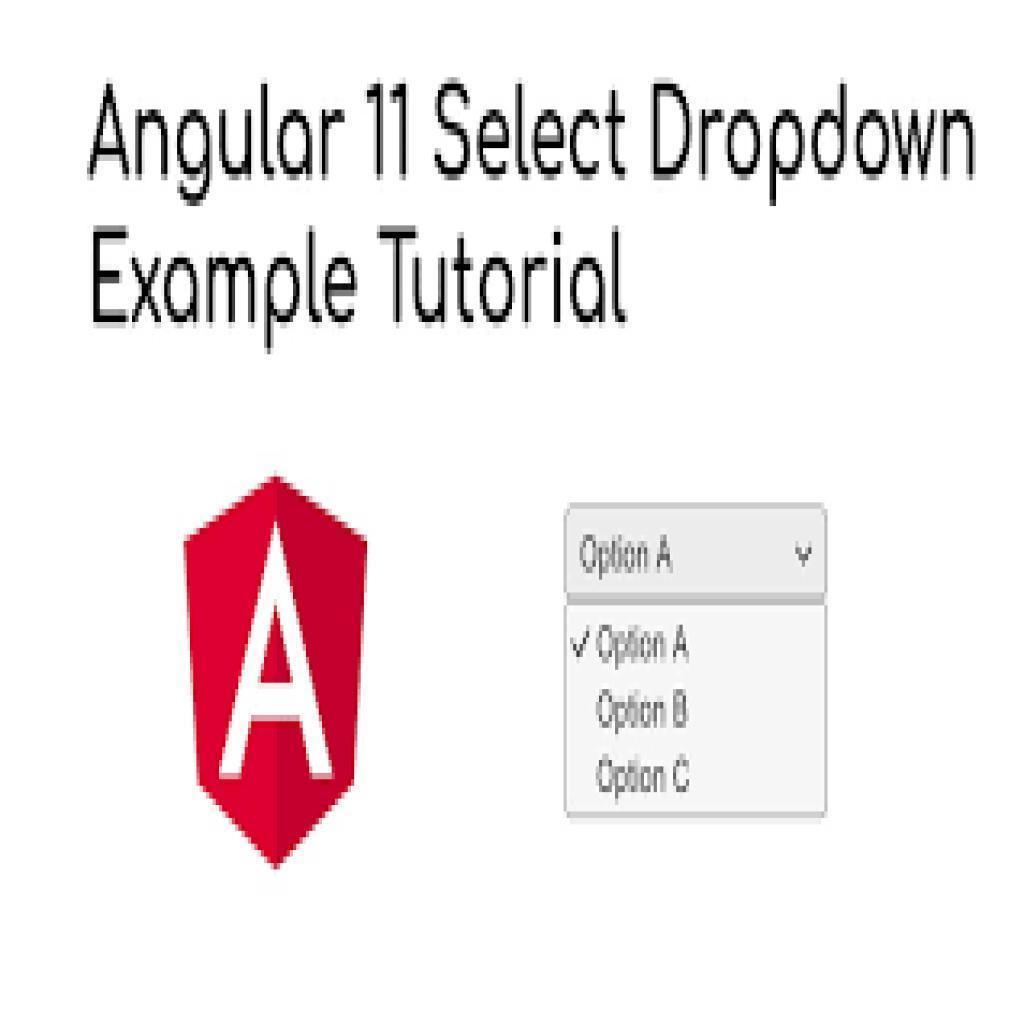 Angular 11 Select Dropdown
Example Tutorial
A
Option A
✓ Option A
Option B
Option C